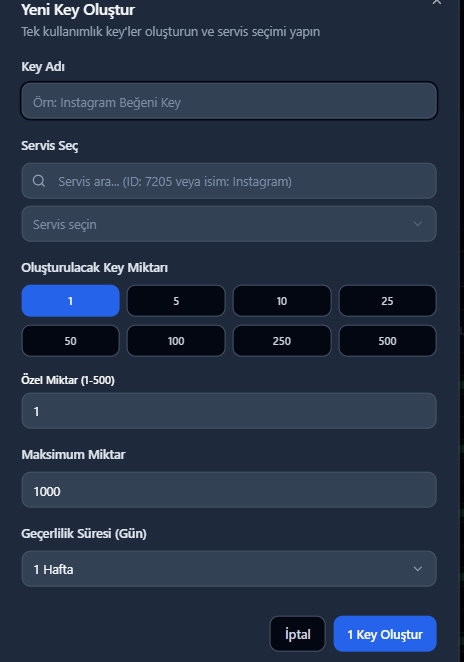 Yeni Key Oluştur
Tek kullanımlık key'ler oluşturun ve servis seçimi yapın
Key Adı
Örn: Instagram Beğeni Key
Servis Seç
Servis ara... (ID: 7205 veya isim: Instagram)
Servis seçin
Oluşturulacak Key Miktarı
1 5 10 25
50 100 250 500
Özel Miktar (1-500)
1
Maksimum Miktar
1000
Geçerlilik Süresi (Gün)
1 Hafta
İptal 1 Key Oluştur